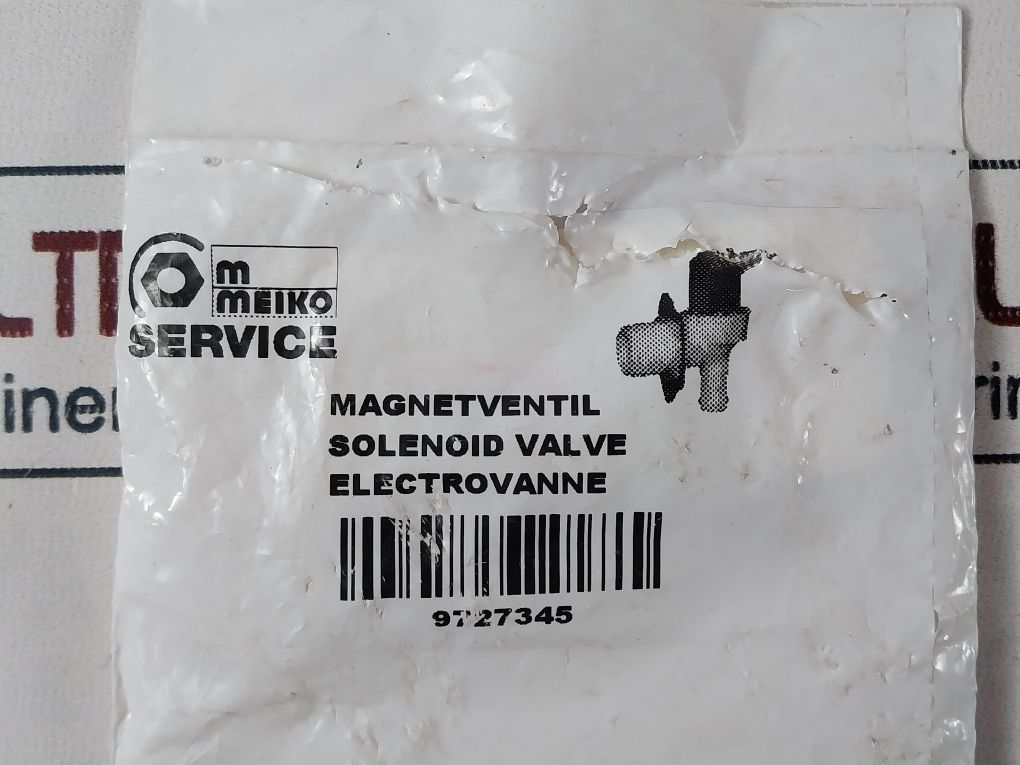 m
MEIKO
SERVICE
MAGNETVENTIL
SOLENOID VALVE
ELECTROVANNE
9727345